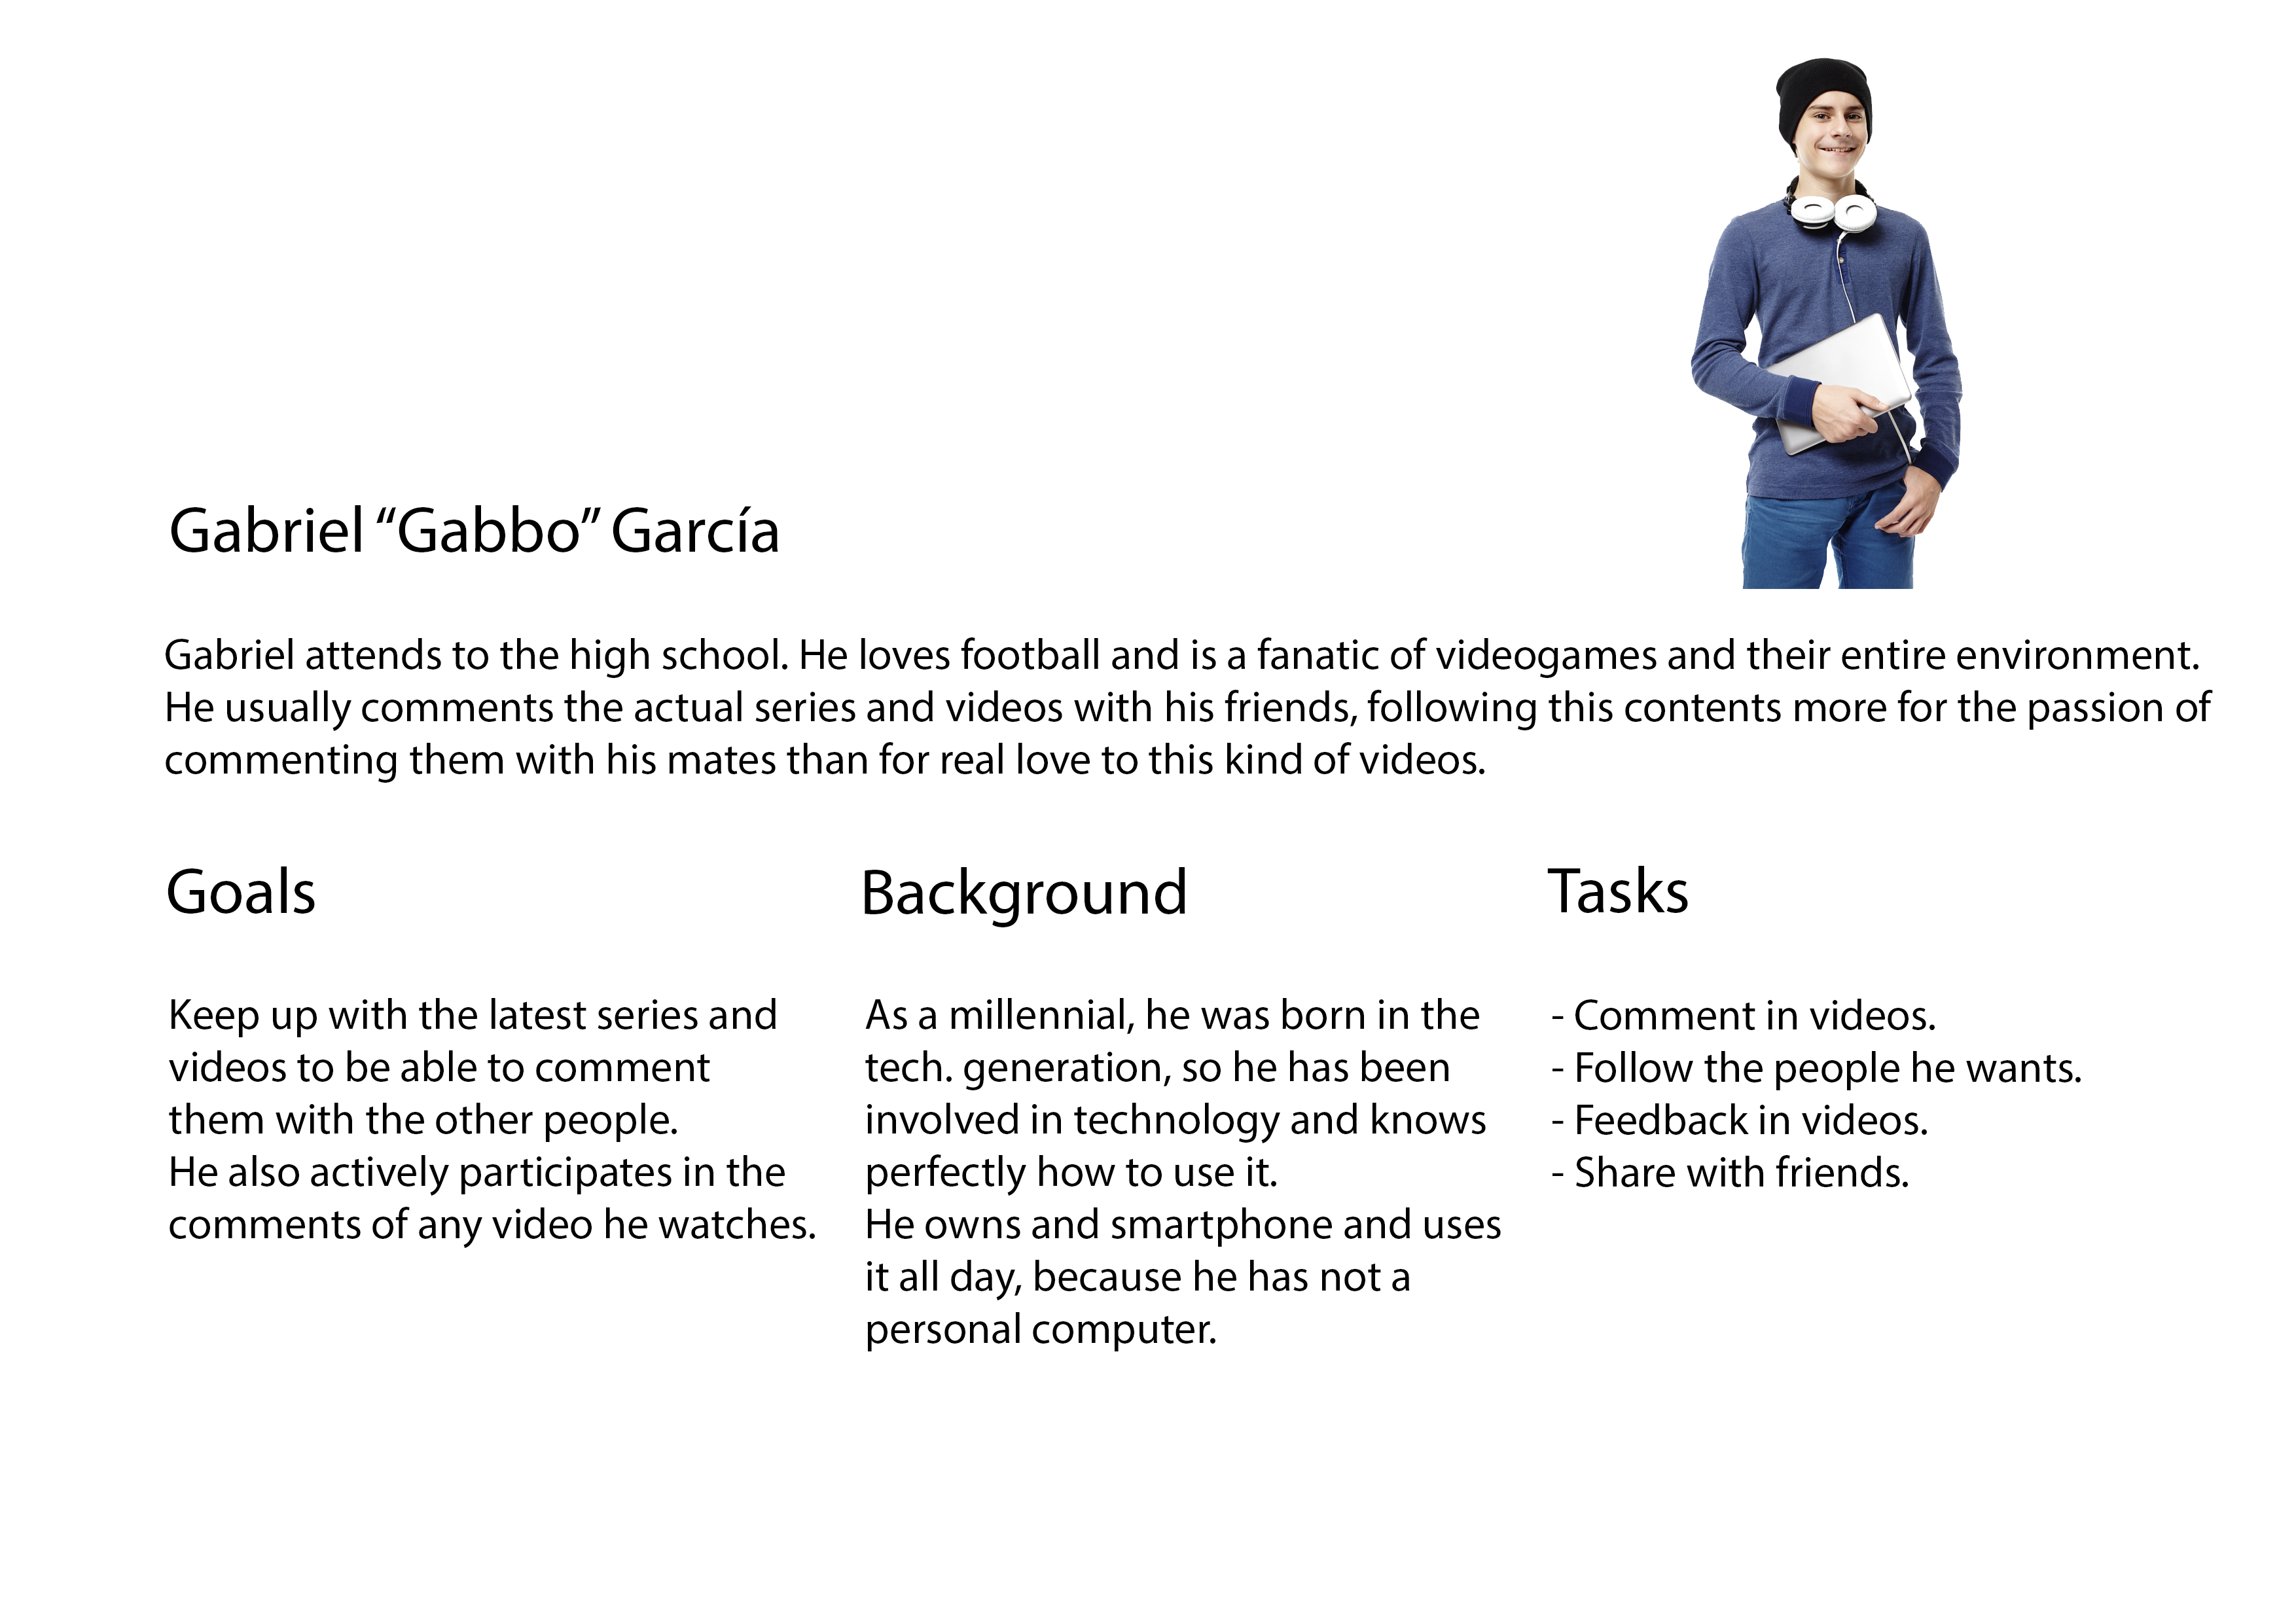 Gabriel “Gabbo” García
Gabriel attends to the high school. He loves football and is a fanatic of videogames and their entire environment.
He usually comments the actual series and videos with his friends, following this contents more for the passion of
commenting them with his mates than for real love to this kind of videos.
Goals
Keep up with the latest series and
videos to be able to comment
them with the other people.
He also actively participates in the
comments of any video he watches.
Background
As a millennial, he was born in the
tech. generation, so he has been
involved in technology and knows
perfectly how to use it.
He owns and smartphone and uses
it all day, because he has not a
personal computer.
Tasks
- Comment in videos.
- Follow the people he wants.
- Feedback in videos.
- Share with friends.